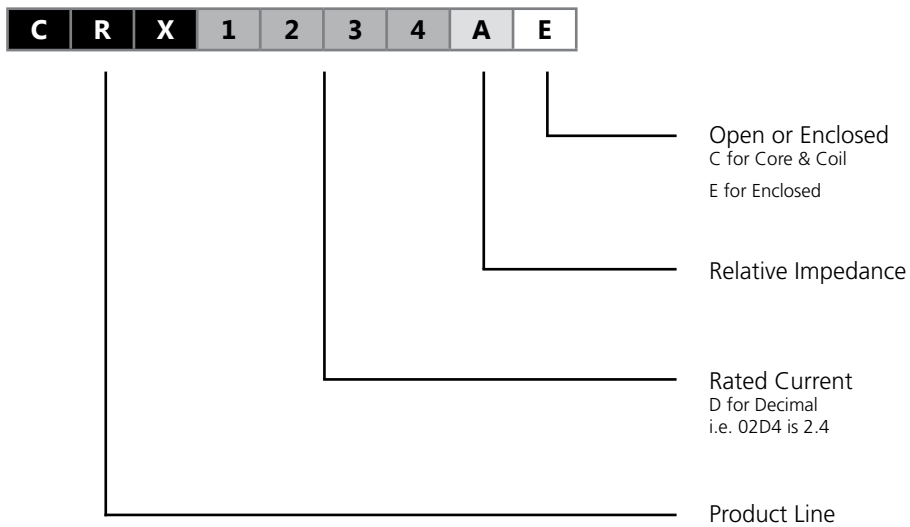 C R X 1 2 3 4 A E
Open or Enclosed
C for Core & Coil
E for Enclosed
Relative Impedance
Rated Current
D for Decimal
i.e. 02D4 is 2.4
Product Line